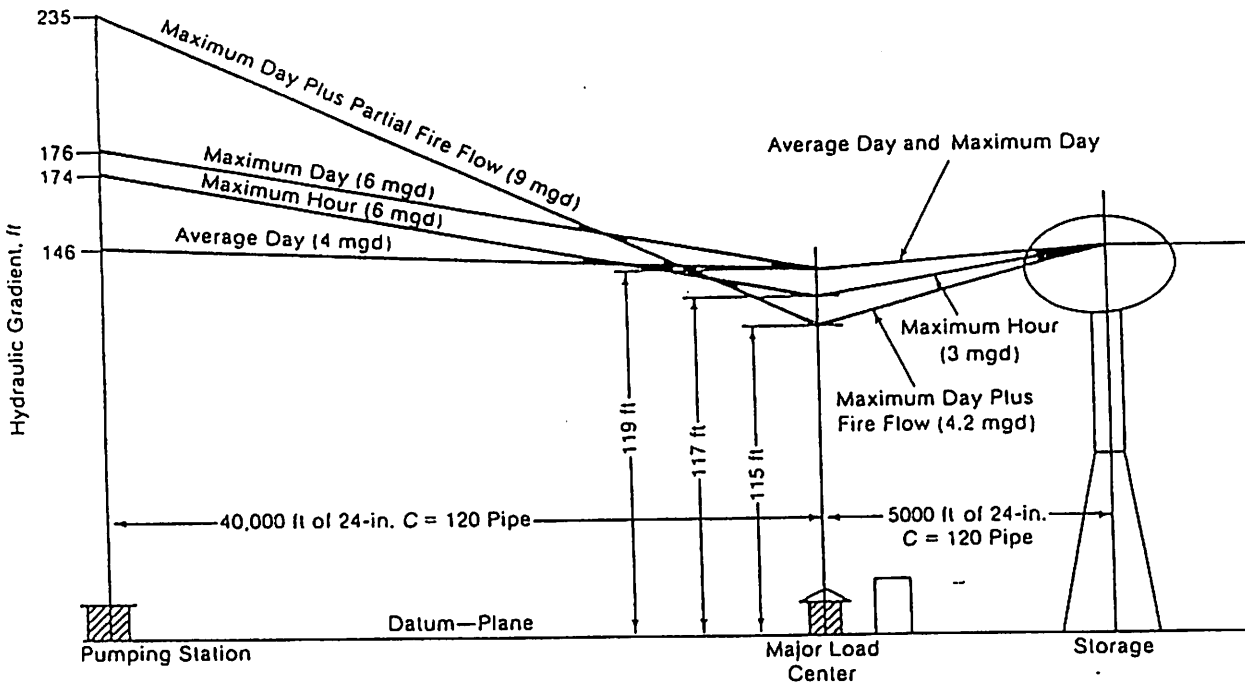 235
176
174
146
Hydraulic Gradient, ft
Maximum Day Plus Partial Fire Flow (9 mgd)
Maximum Day (6 mgd)
Maximum Hour (6 mgd)
Average Day (4 mgd)
Average Day and Maximum Day
Maximum Hour
(3 mgd)
Maximum Day Plus
Fire Flow (4.2 mgd)
119 ft
117 ft
115 ft
40,000 ft of 24-in. C = 120 Pipe
5000 ft of 24-in.
C = 120 Pipe
Datum—Plane
Pumping Station
Major Load
Center
Storage